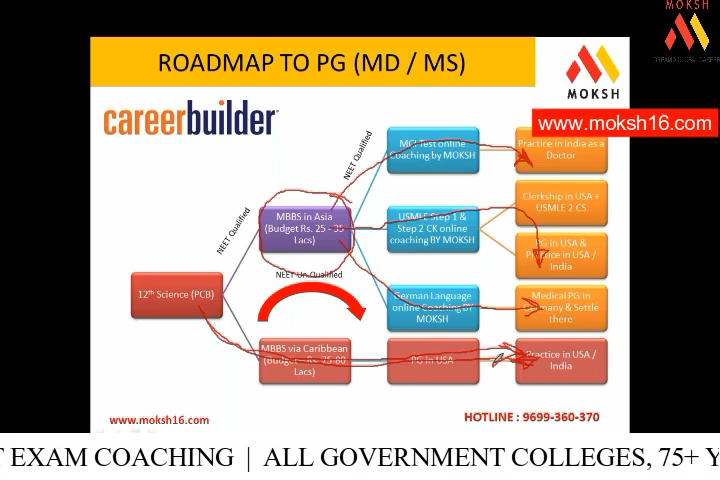 MOKSH
DREAM A GLOBAL CAREER
ROADMAP TO PG (MD / MS)
MOKSH
careerbuilder
www.moksh16.com
NEET Qualified
MCI Test online
Coaching by MOKSH
Practice in India as a
Doctor
NEET Qualified
MBBS in Asia
(Budget Rs. 25 - 35
Lacs)
USMLE Step 1 &
Step 2 CK online
coaching BY MOKSH
Clerkship in USA +
USMLE 2 CS
PG in USA &
Practice in USA /
India
NEET Un-Qualified
12th Science (PCB)
German Language
online Coaching BY
MOKSH
Medical PG in
Germany & Settle
there
MBBS via Caribbean
(Budget – Rs. 75-80
Lacs)
PG in USA
Practice in USA /
India
www.moksh16.com
HOTLINE : 9699-360-370
T EXAM COACHING | ALL GOVERNMENT COLLEGES, 75+ Y